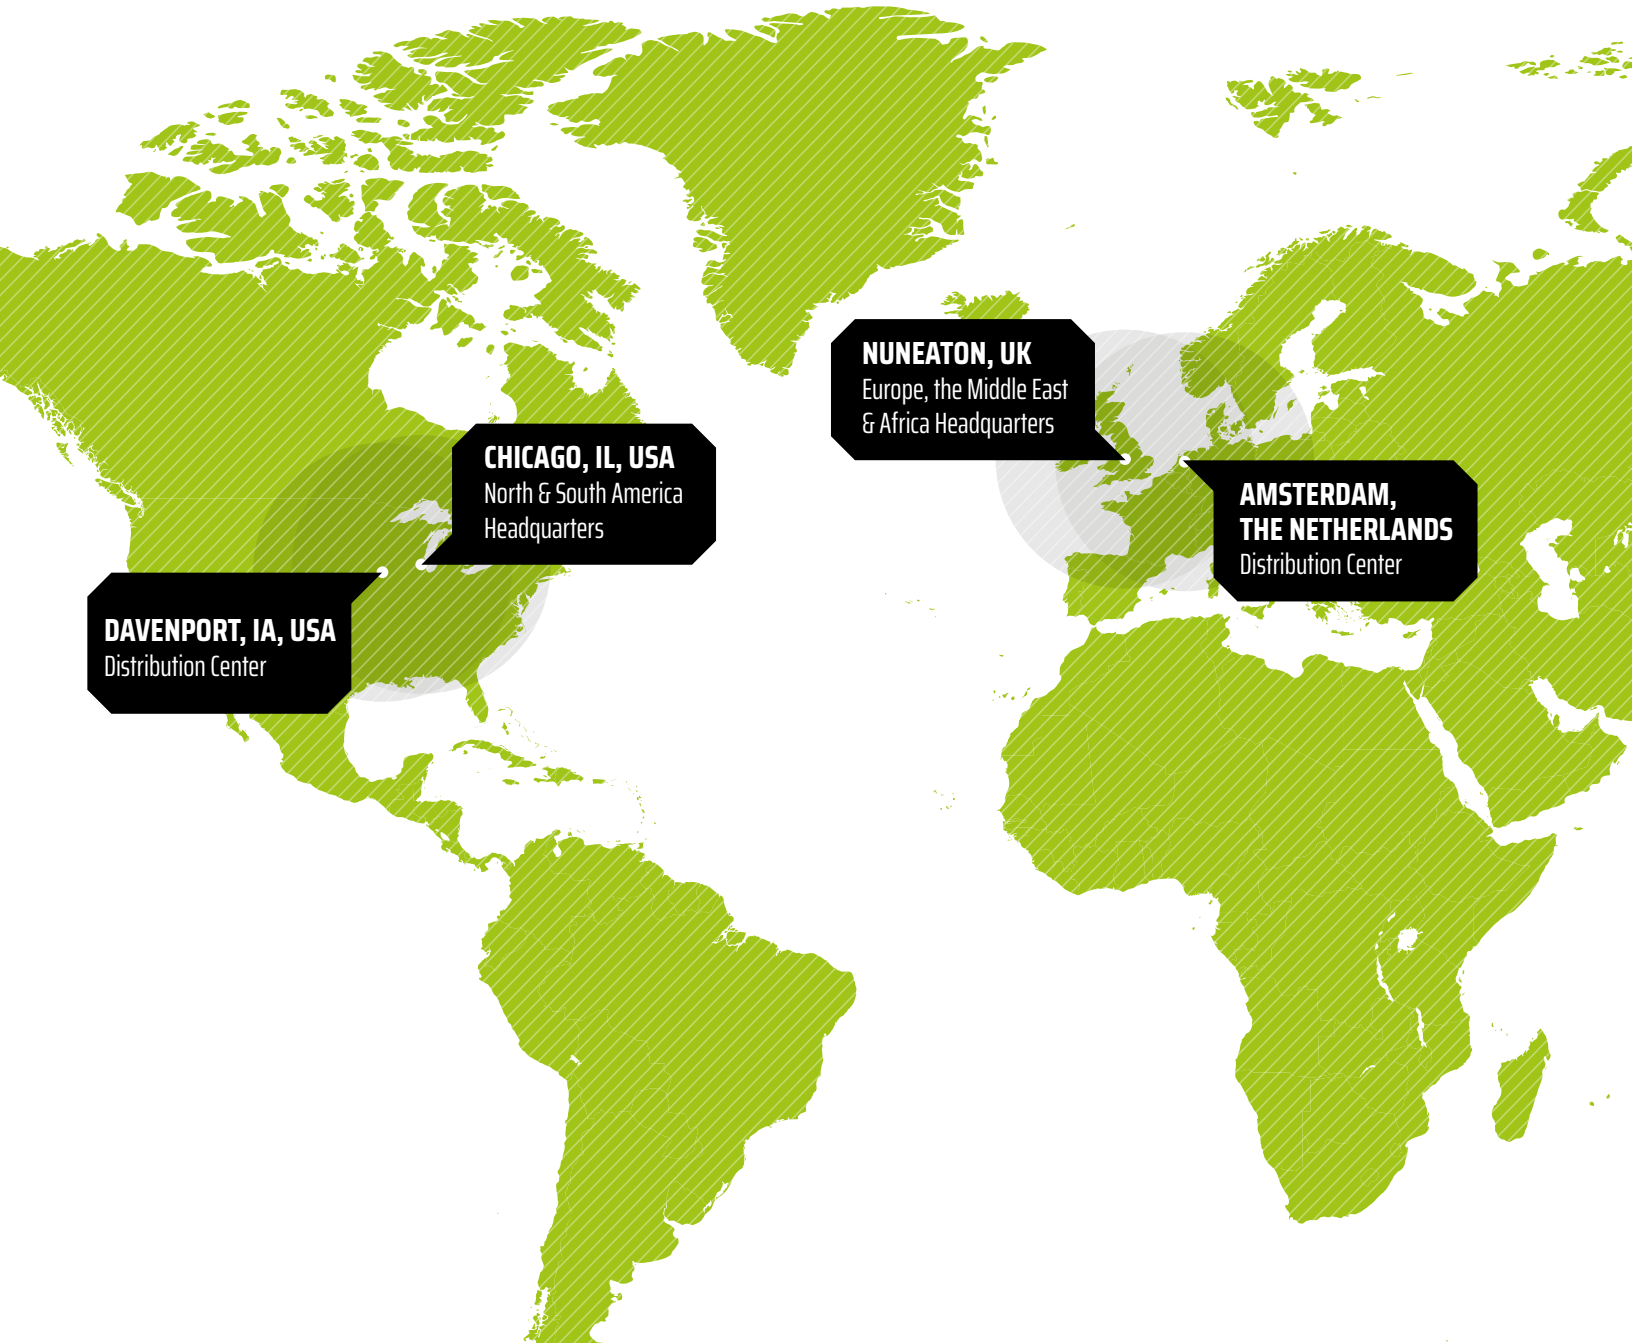 NUNEATON, UK
Europe, the Middle East
& Africa Headquarters
CHICAGO, IL, USA
North & South America
Headquarters
AMSTERDAM,
THE NETHERLANDS
Distribution Center
DAVENPORT, IA, USA
Distribution Center